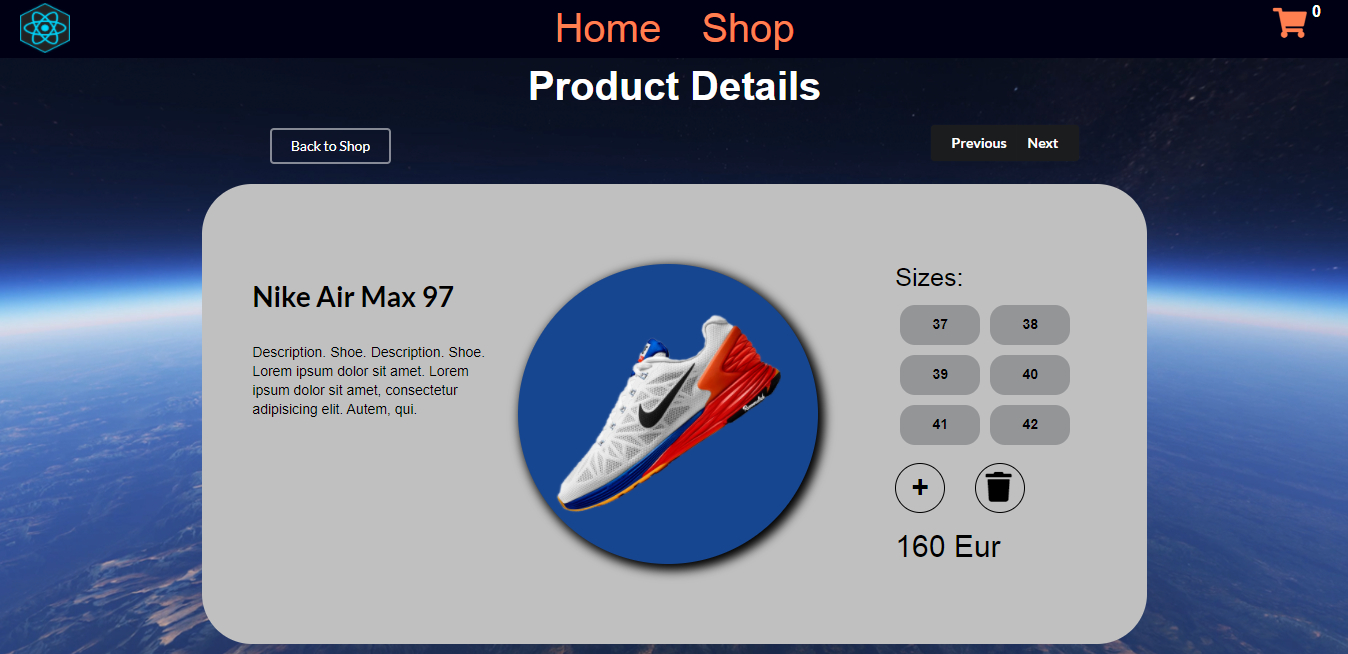 Home Shop 0
Product Details
Back to Shop
Previous Next
Nike Air Max 97
Description. Shoe. Description. Shoe.
Lorem ipsum dolor sit amet. Lorem
ipsum dolor sit amet, consectetur
adipisicing elit. Autem, qui.
Sizes:
37 38
39 40
41 42
+
160 Eur